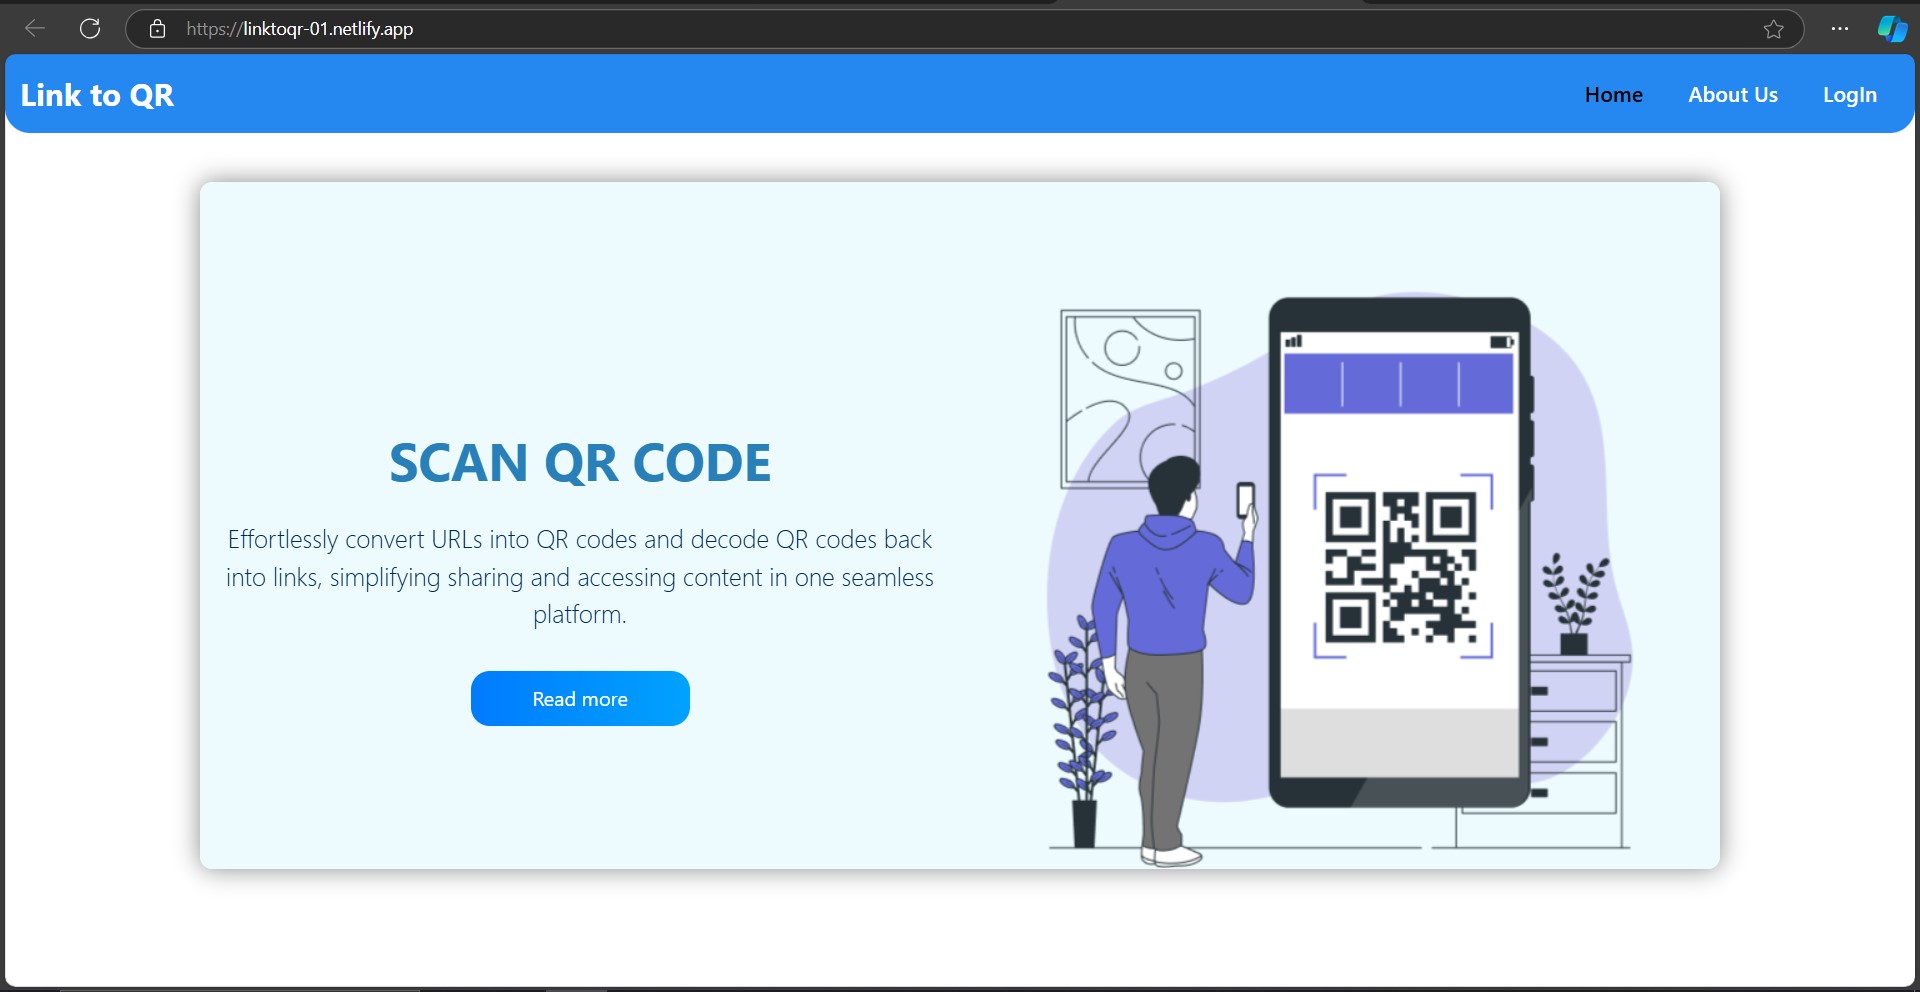 https://linktoqr-01.netlify.app
Link to QR
Home
About Us
LogIn
SCAN QR CODE
Effortlessly convert URLs into QR codes and decode QR codes back
into links, simplifying sharing and accessing content in one seamless
platform.
Read more